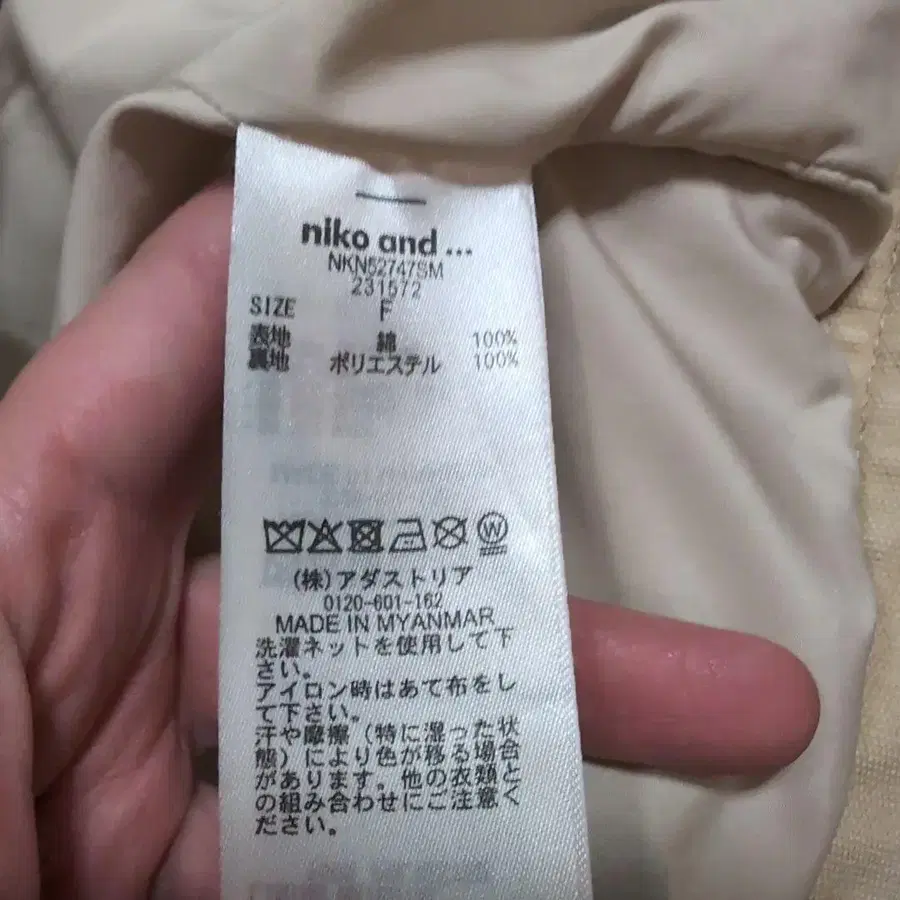 niko and ...
NKN52747SM
231572
SIZE F
表地 綿 100%
裏地 ポリエステル 100%
W
(株)アダストリア
0120-601-162
MADE IN MYANMAR
洗濯ネットを使用して下
さい。
アイロン時はあて布をし
て下さい。
汗や摩擦(特に湿った状
態)により色が移る場合
があります。他の衣類と
の組み合わせにご注意く
ださい。